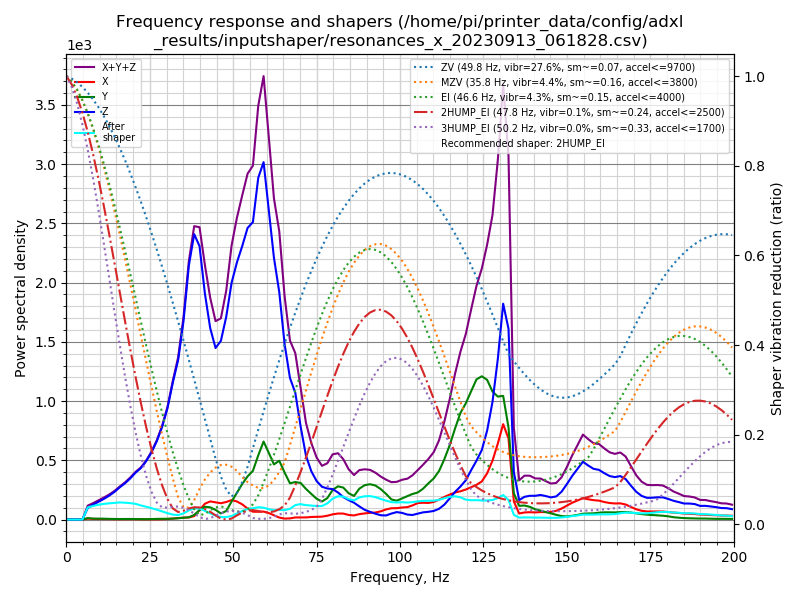 Frequency response and shapers (/home/pi/printer_data/config/adxl
_results/inputshaper/resonances_x_20230913_061828.csv)
1e3
X+Y+Z
X
Y
Z
After
shaper
ZV (49.8 Hz, vibr=27.6%, sm~=0.07, accel<=9700)
MZV (35.8 Hz, vibr=4.4%, sm~=0.16, accel<=3800)
EI (46.6 Hz, vibr=4.3%, sm~=0.15, accel<=4000)
2HUMP_EI (47.8 Hz, vibr=0.1%, sm~=0.24, accel<=2500)
3HUMP_EI (50.2 Hz, vibr=0.0%, sm~=0.33, accel<=1700)
Recommended shaper: 2HUMP_EI
Power spectral density
3.5
3.0
2.5
2.0
1.5
1.0
0.5
0.0
1.0
0.8
0.6
0.4
0.2
0.0
Shaper vibration reduction (ratio)
0 25 50 75 100 125 150 175 200
Frequency, Hz